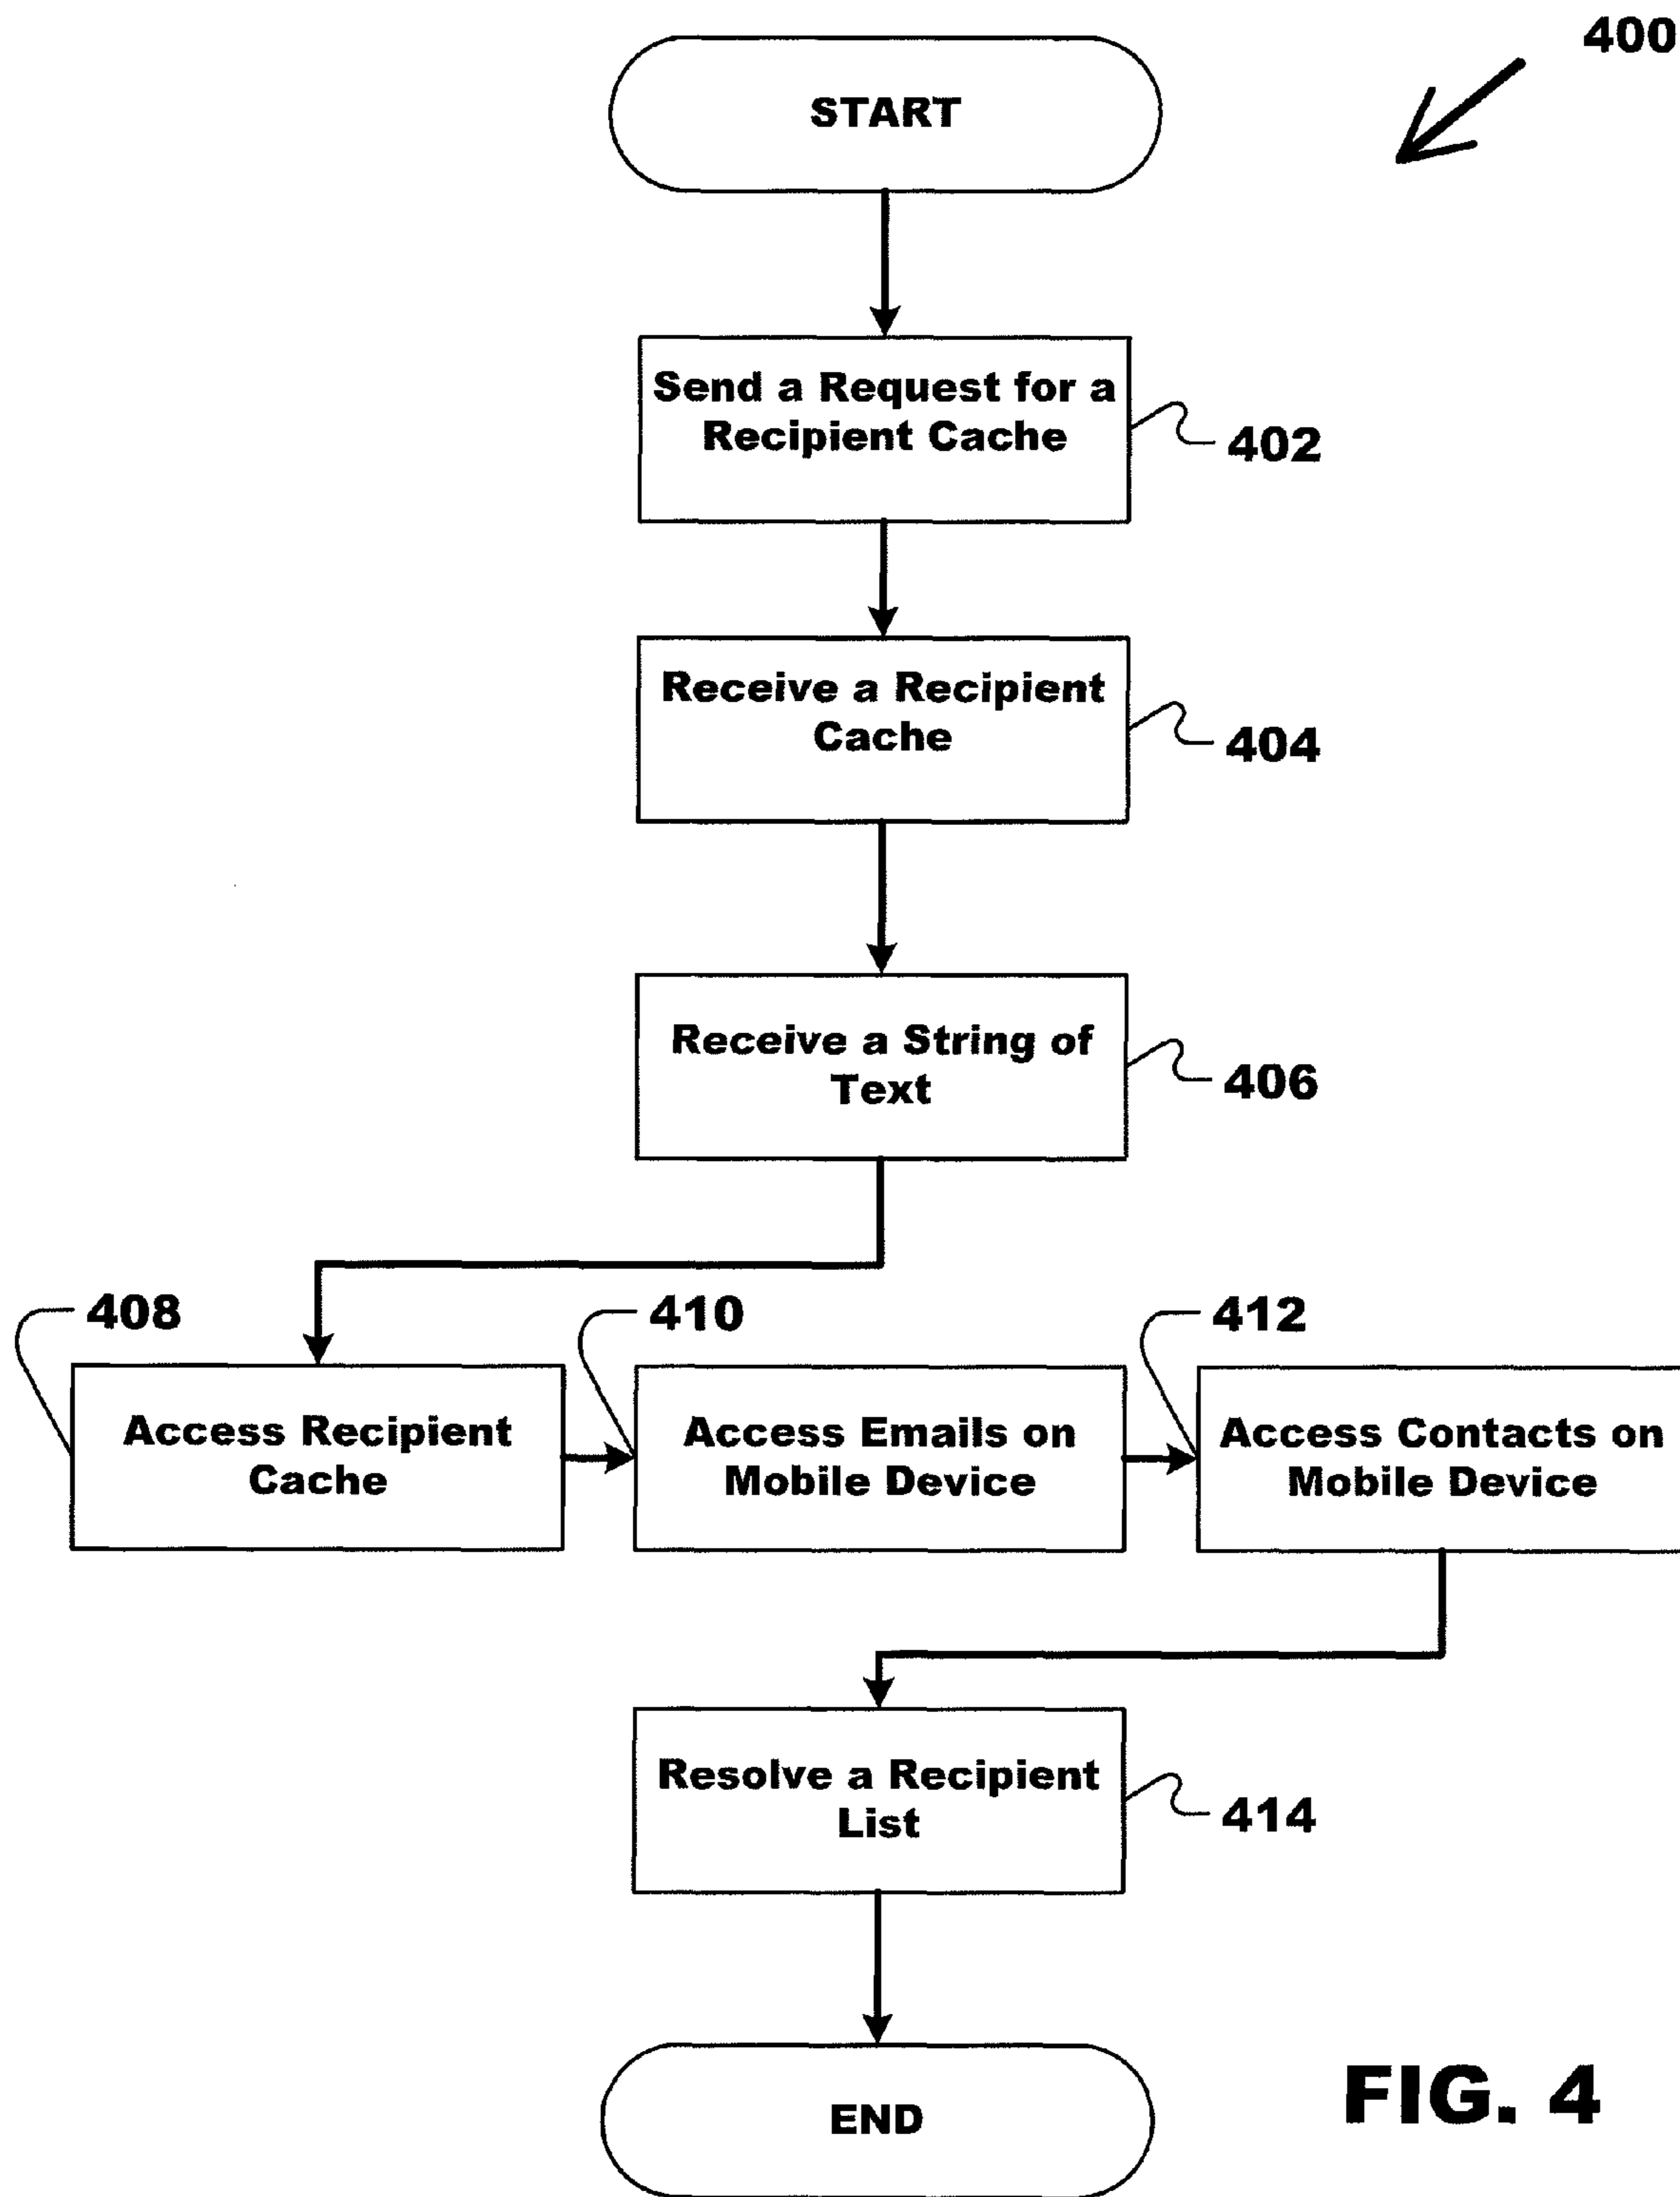 400
START
Send a Request for a
Recipient Cache
402
Receive a Recipient
Cache
404
Receive a String of
Text
406
408
410
412
Access Recipient
Cache
Access Emails on
Mobile Device
Access Contacts on
Mobile Device
Resolve a Recipient
List
414
END
FIG. 4